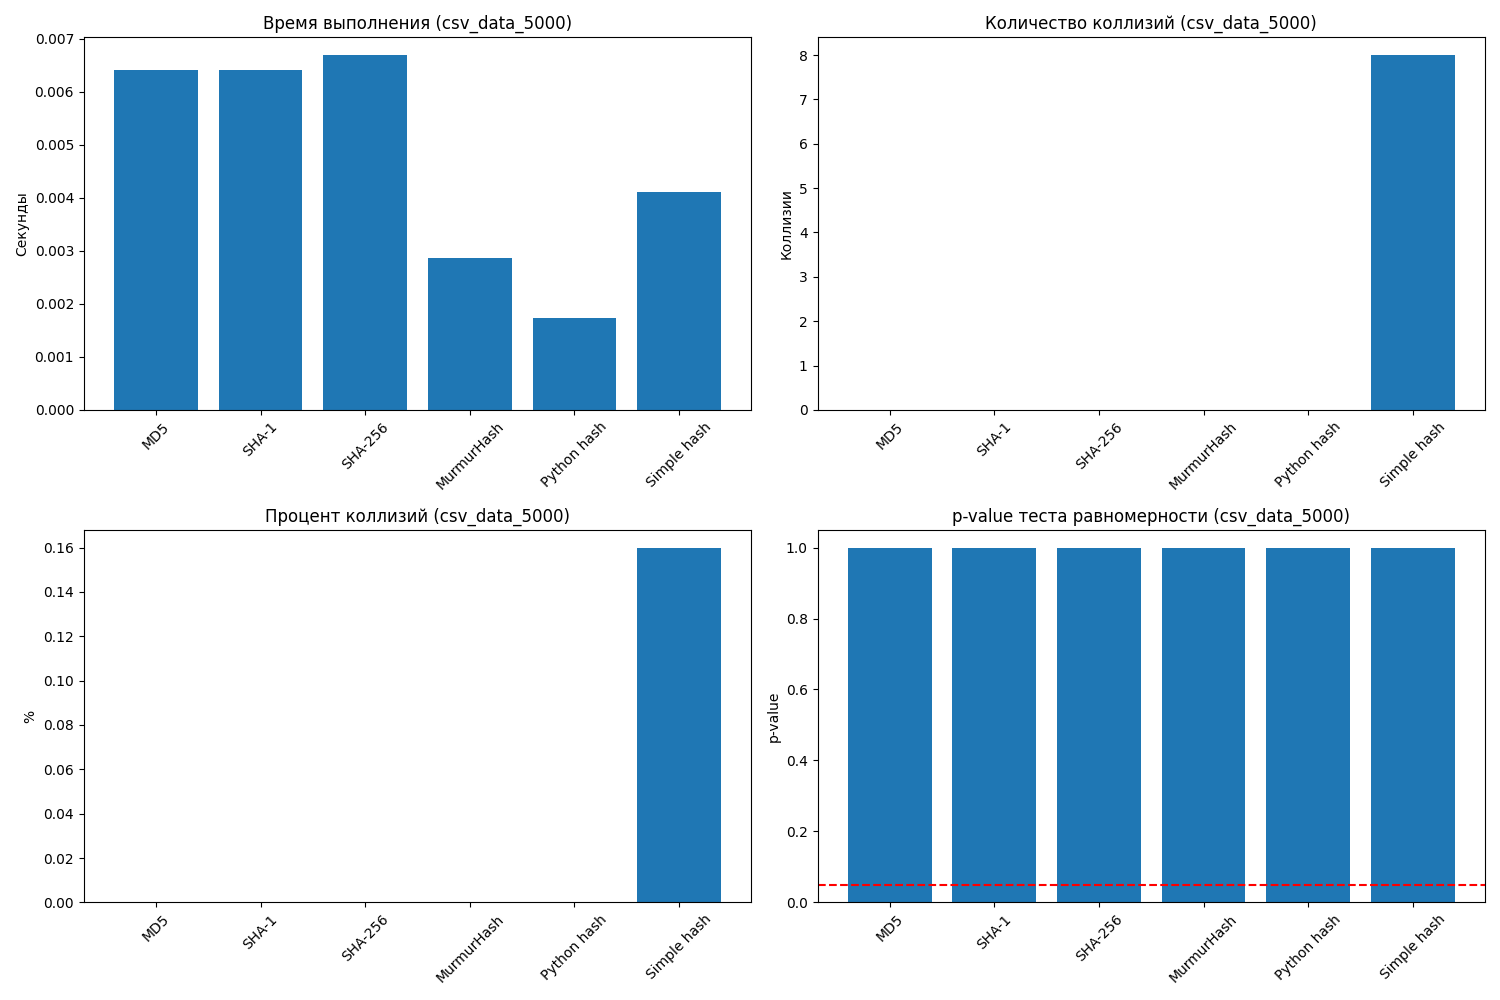 Время выполнения (csv_data_5000)
Секунды
0.007
0.006
0.005
0.004
0.003
0.002
0.001
0.000
MD5
SHA-1
SHA-256
MurmurHash
Python hash
Simple hash
Количество коллизий (csv_data_5000)
Коллизии
8
7
6
5
4
3
2
1
0
MD5
SHA-1
SHA-256
MurmurHash
Python hash
Simple hash
Процент коллизий (csv_data_5000)
%
0.16
0.14
0.12
0.10
0.08
0.06
0.04
0.02
0.00
MD5
SHA-1
SHA-256
MurmurHash
Python hash
Simple hash
p-value теста равномерности (csv_data_5000)
p-value
1.0
0.8
0.6
0.4
0.2
0.0
MD5
SHA-1
SHA-256
MurmurHash
Python hash
Simple hash